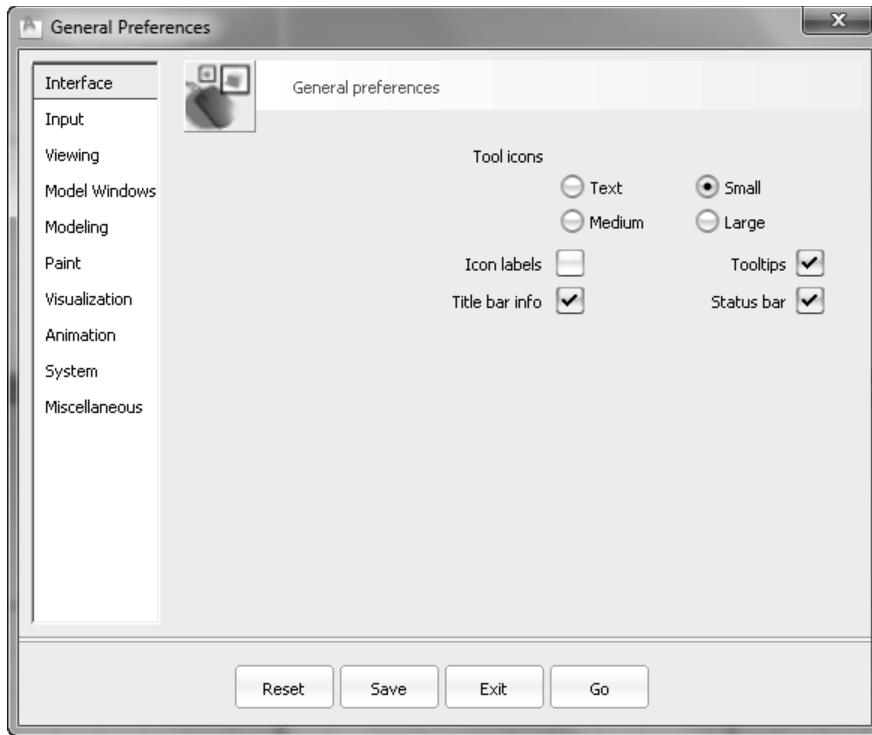 General Preferences
Interface
Input
Viewing
Model Windows
Modeling
Paint
Visualization
Animation
System
Miscellaneous
General preferences
Tool icons
Text Small
Medium Large
Icon labels Tooltips
Title bar info Status bar
Reset Save Exit Go